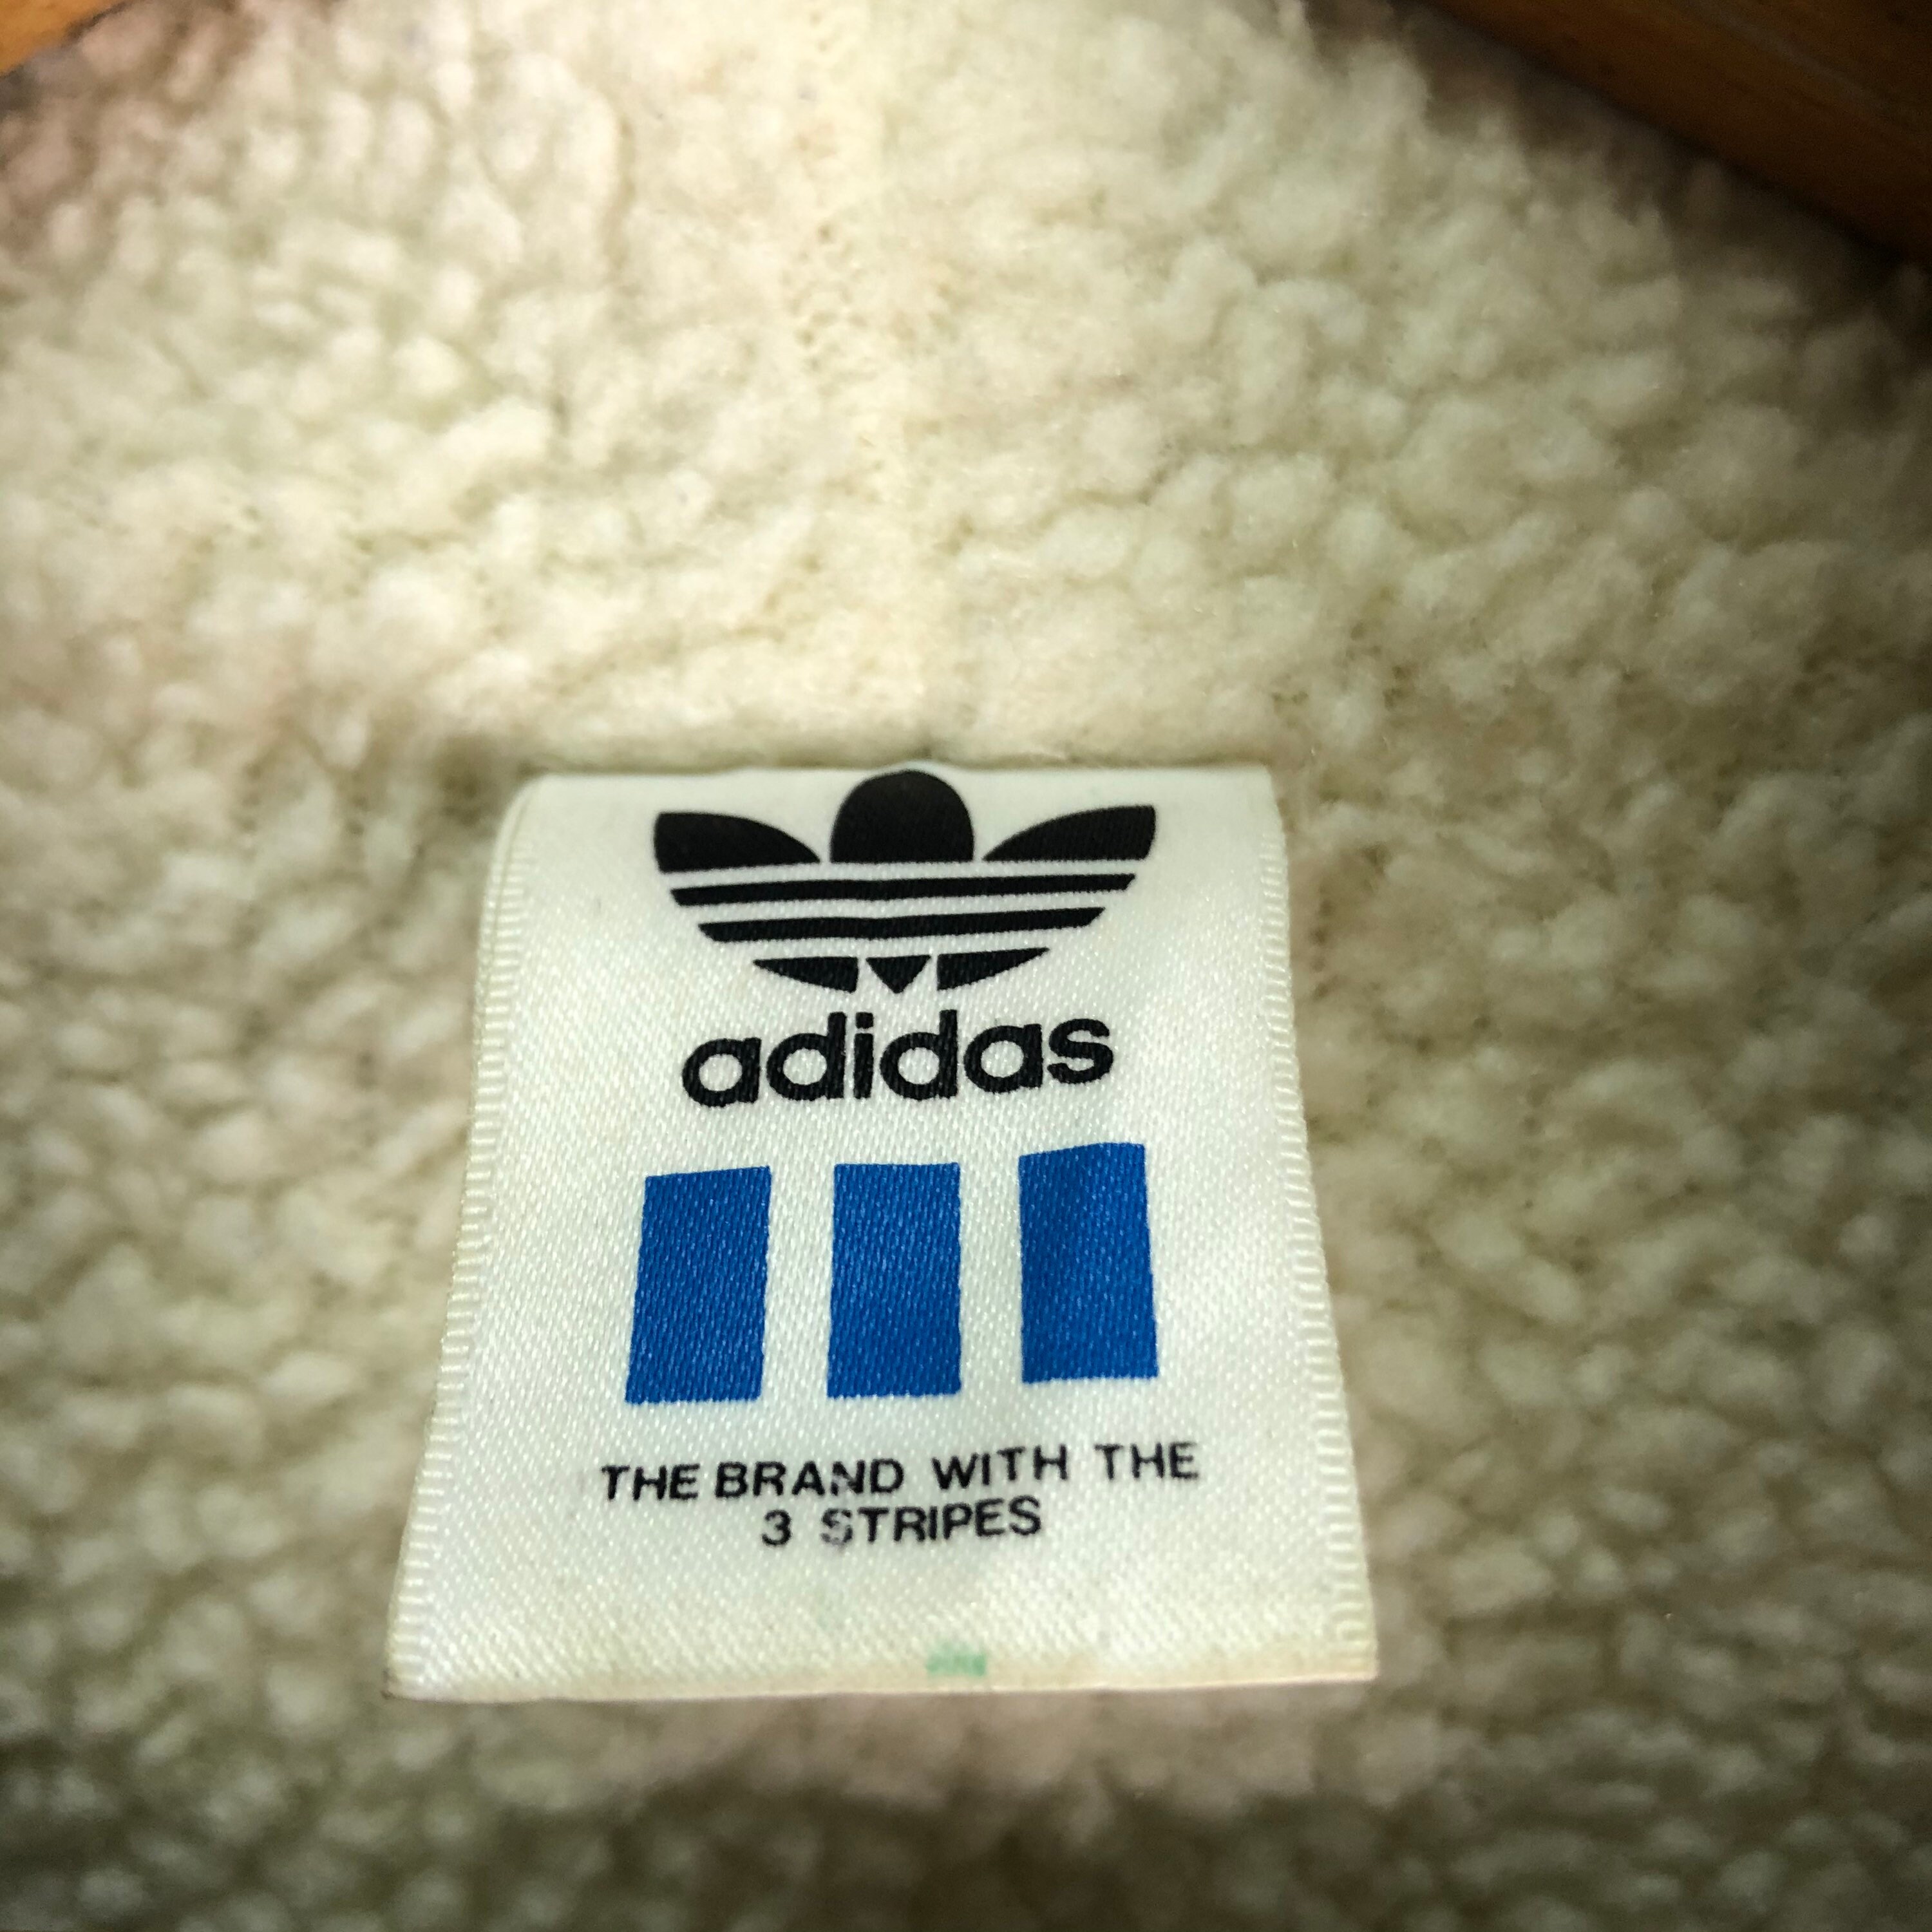 adidas
THE BRAND WITH THE
3 STRIPES